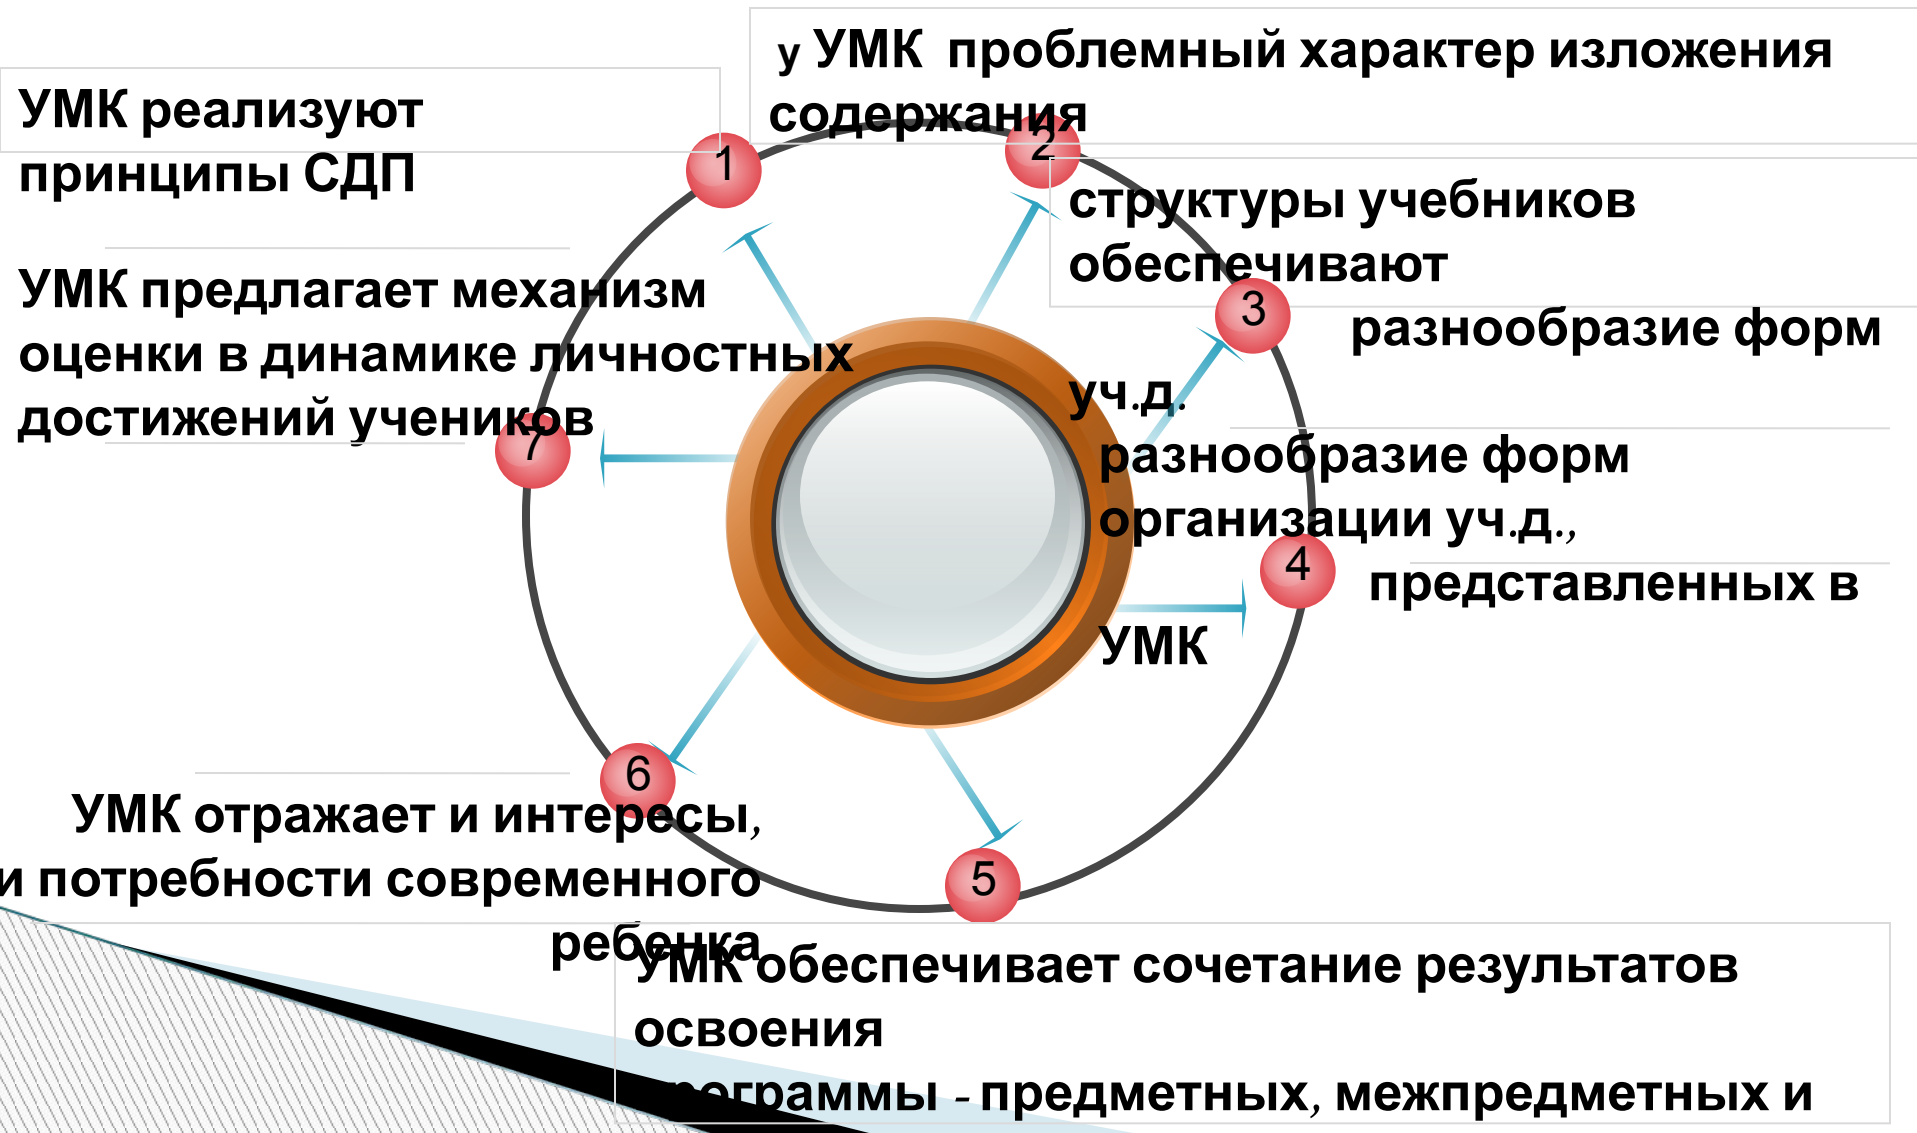 у УМК проблемный характер изложения
содержания
УМК реализуют
принципы СДП
1
2
структуры учебников
обеспечивают
3
разнообразие форм
уч.д.
УМК предлагает механизм
оценки в динамике личностных
достижений учеников
7
разнообразие форм
организации уч.д.,
4
представленных в
УМК
6
УМК отражает и интересы,
и потребности современного
ребенка
5
УМК обеспечивает сочетание результатов
освоения
программы - предметных, межпредметных и